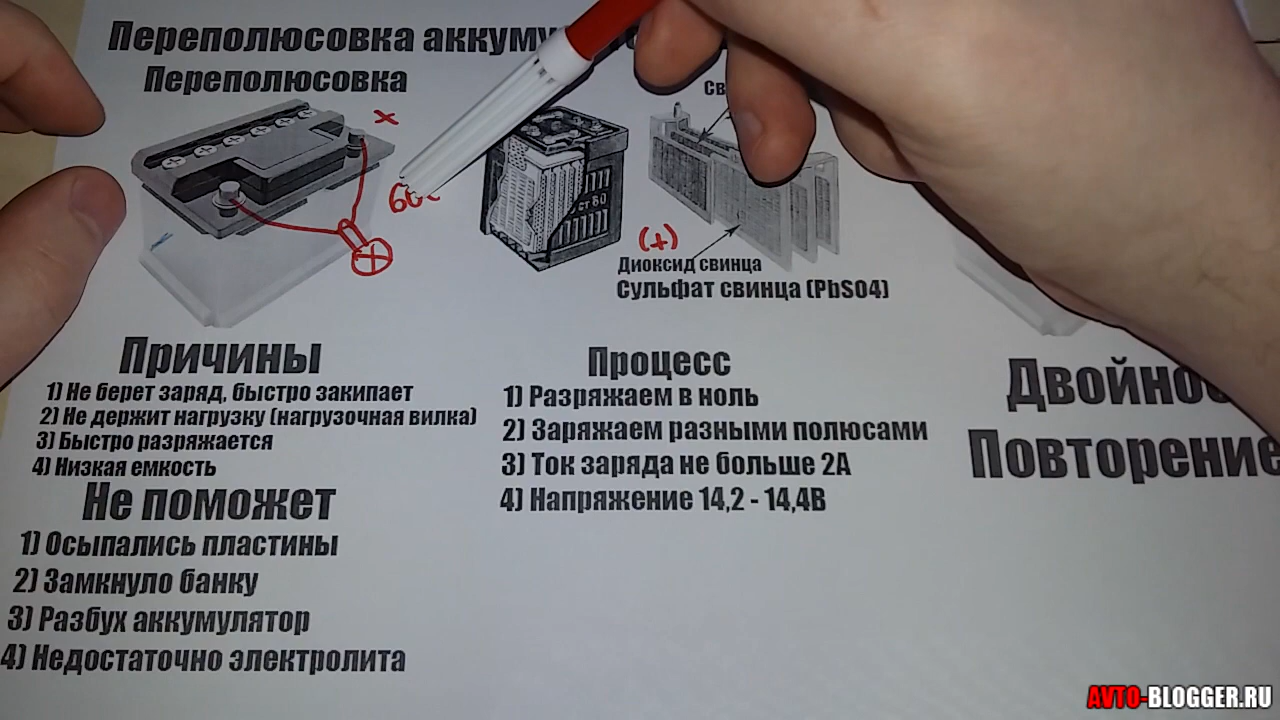 Переполюсовка
Переполюсовка
(+)
Диоксид свинца
Сульфат свинца (PbSO4)
ст 60
Причины
1) Не берет заряд, быстро закипает
2) Не держит нагрузку (нагрузочная вилка)
3) Быстро разряжается
4) Низкая емкость
Не поможет
1) Осыпались пластины
2) Замкнуло банку
3) Разбух аккумулятор
4) Недостаточно электролита
Процесс
1) Разряжаем в ноль
2) Заряжаем разными полюсами
3) Ток заряда не больше 2А
4) Напряжение 14,2 - 14,4В
Повторение
AVTO-BLOGGER.RU